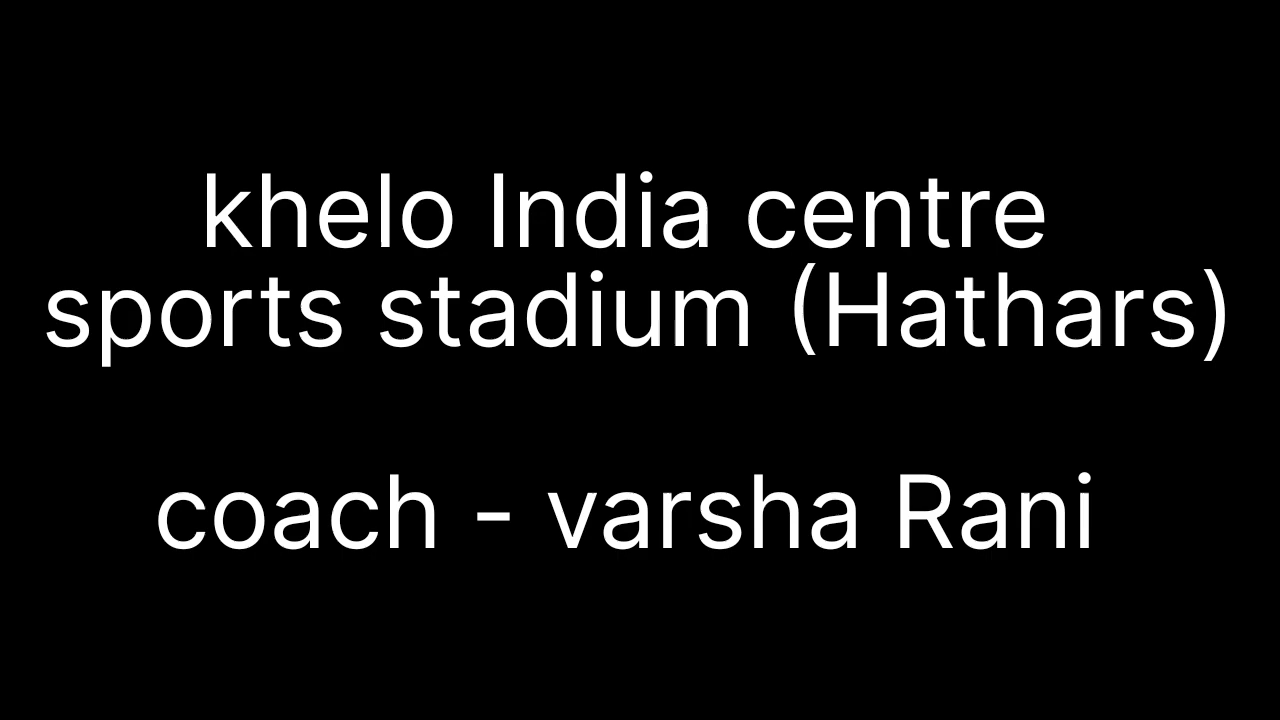 khelo India centre
sports stadium (Hathars)
coach - varsha Rani